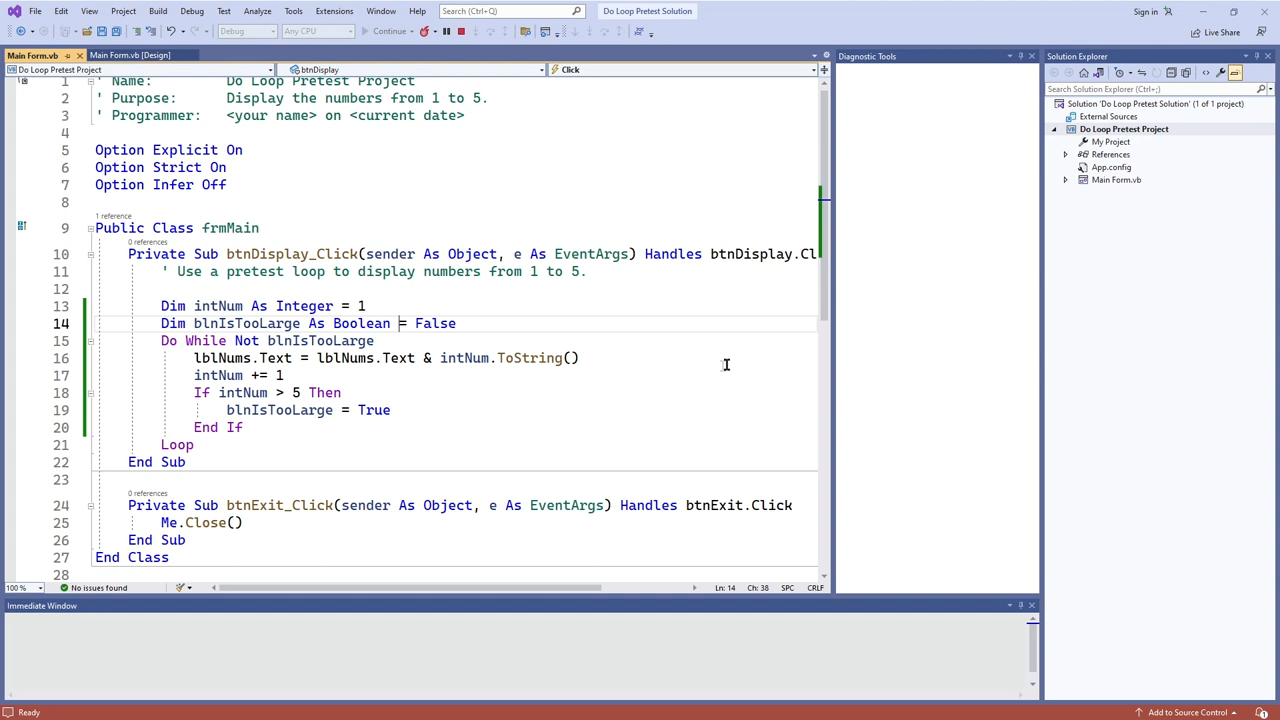 File Edit View Project Build Debug Test Analyze Tools Extensions Window Help Search (Ctrl+Q) Do Loop Pretest Solution Sign in
Debug Any CPU Continue Live Share
Main Form.vb Main Form.vb [Design] Diagnostic Tools Solution Explorer
Do Loop Pretest Project btnDisplay Click
Search Solution Explorer (Ctrl+;)
Solution 'Do Loop Pretest Solution' (1 of 1 project)
External Sources
Do Loop Pretest Project
My Project
References
App.config
Main Form.vb
1 ' Name: Do Loop Pretest Project
2 ' Purpose: Display the numbers from 1 to 5.
3 ' Programmer: <your name> on <current date>
4
5 Option Explicit On
6 Option Strict On
7 Option Infer Off
8
1 reference
9 Public Class frmMain
0 references
10 Private Sub btnDisplay_Click(sender As Object, e As EventArgs) Handles btnDisplay.Cl
11 ' Use a pretest loop to display numbers from 1 to 5.
12
13 Dim intNum As Integer = 1
14 Dim blnIsTooLarge As Boolean = False
15 Do While Not blnIsTooLarge
16 lblNums.Text = lblNums.Text & intNum.ToString()
17 intNum += 1
18 If intNum > 5 Then
19 blnIsTooLarge = True
20 End If
21 Loop
22 End Sub
23
0 references
24 Private Sub btnExit_Click(sender As Object, e As EventArgs) Handles btnExit.Click
25 Me.Close()
26 End Sub
27 End Class
28
100 % No issues found Ln: 14 Ch: 38 SPC CRLF
Immediate Window
Ready Add to Source Control 1